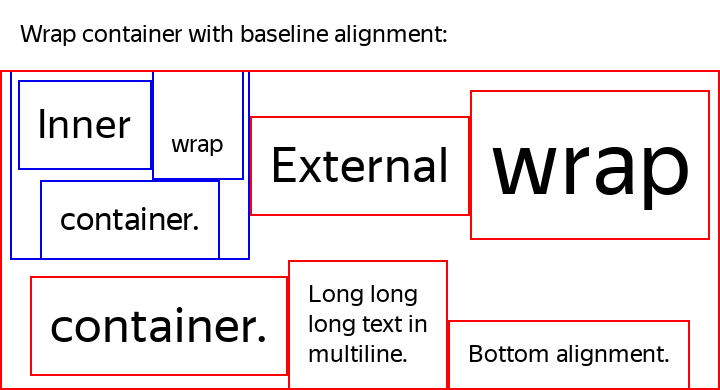 Wrap container with baseline alignment:
Inner wrap
container.
External wrap
container.
Long long
long text in
multiline.
Bottom alignment.